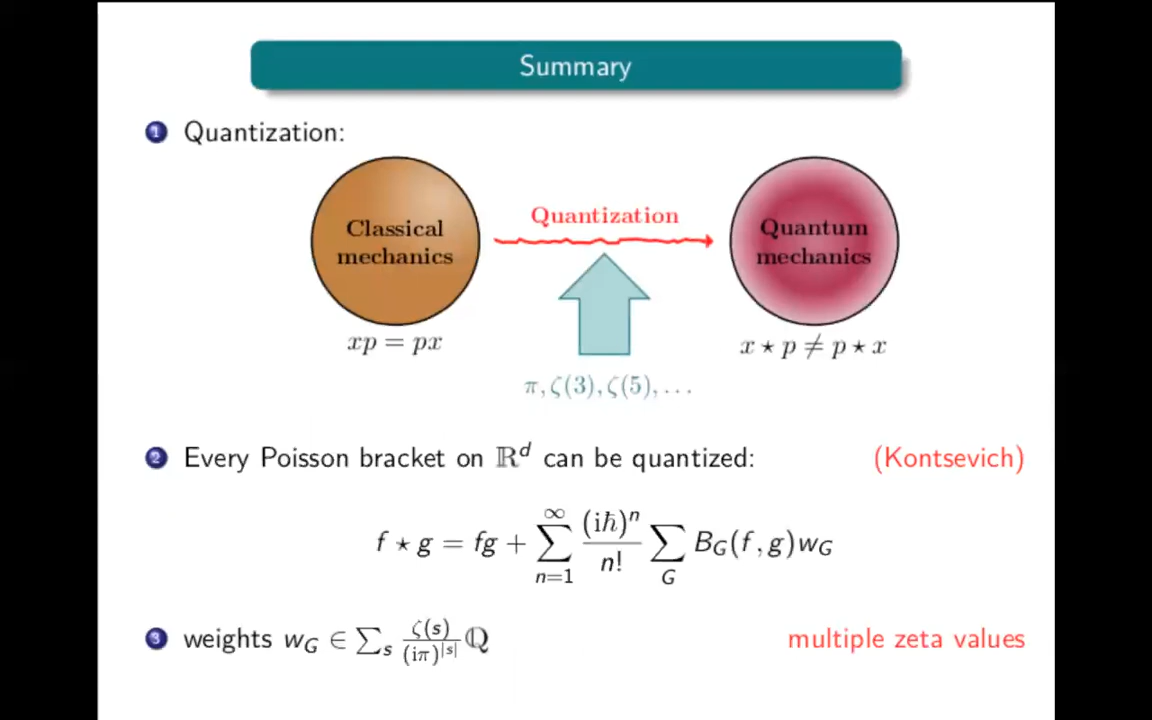 Summary
1 Quantization:
Classical mechanics
Quantization
Quantum mechanics
xp = px
x ⋆ p ≠ p ⋆ x
π, ζ(3), ζ(5), . . .
2 Every Poisson bracket on ℝ^d can be quantized: (Kontsevich)
f ⋆ g = fg + ∑_{n=1}^{∞} (iℏ)^n / n! ∑_G B_G(f, g)w_G
3 weights w_G ∈ ∑_s ζ(s) / (iπ)^{|s|} ℚ multiple zeta values